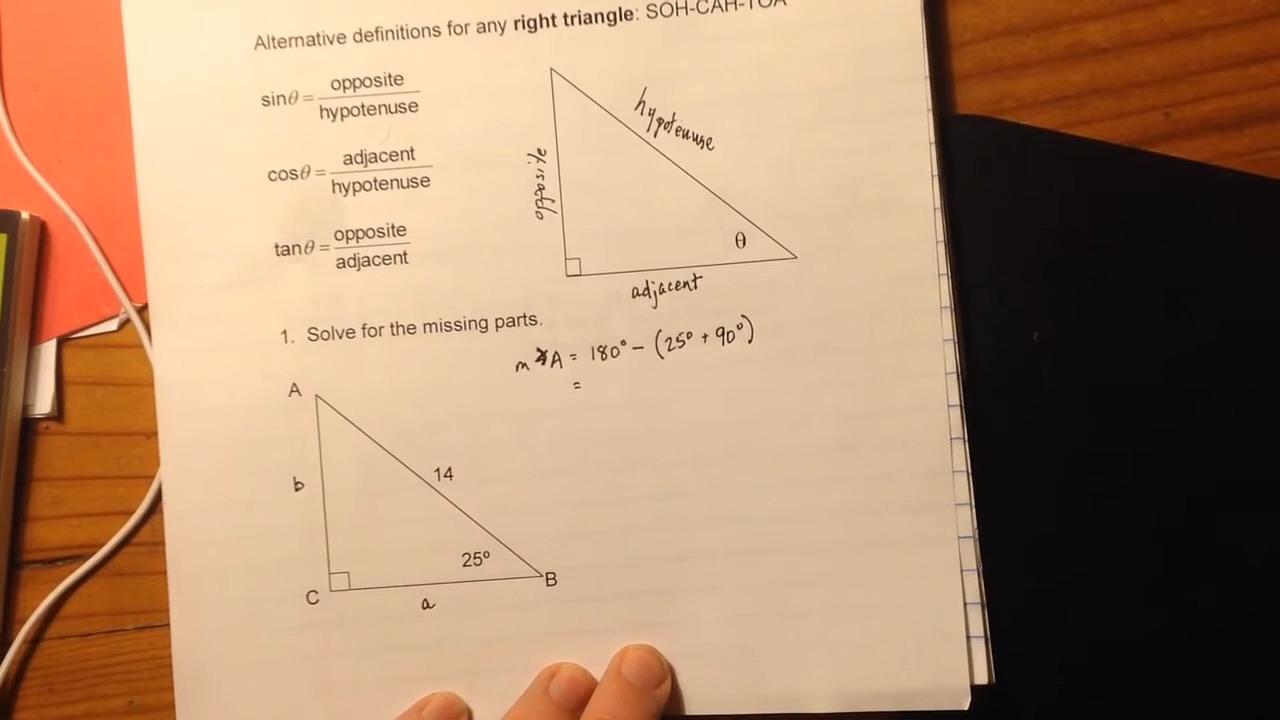 Alternative definitions for any right triangle: SOH-CAH-TOA
sinθ = opposite / hypotenuse
cosθ = adjacent / hypotenuse
tanθ = opposite / adjacent
hypotenuse
opposite
θ
adjacent
1. Solve for the missing parts.
m∡A = 180° − (25° + 90°)
=
A
b
14
25º
C
B
a